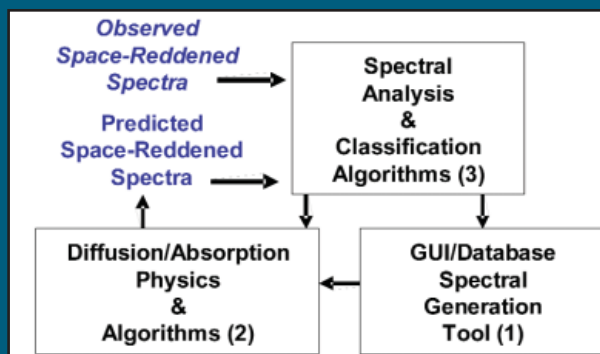 Observed
Space-Reddened
Spectra
Predicted
Space-Reddened
Spectra
Spectral
Analysis
&
Classification
Algorithms (3)
Diffusion/Absorption
Physics
&
Algorithms (2)
GUI/Database
Spectral
Generation
Tool (1)